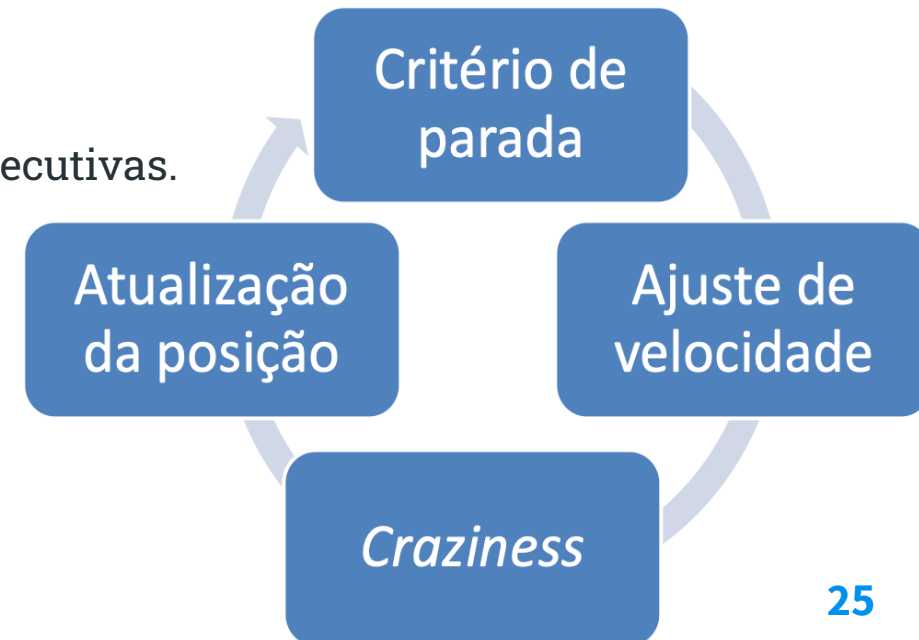 Critério de
parada
ecutivas.
Atualização
da posição
Ajuste de
velocidade
Craziness
25